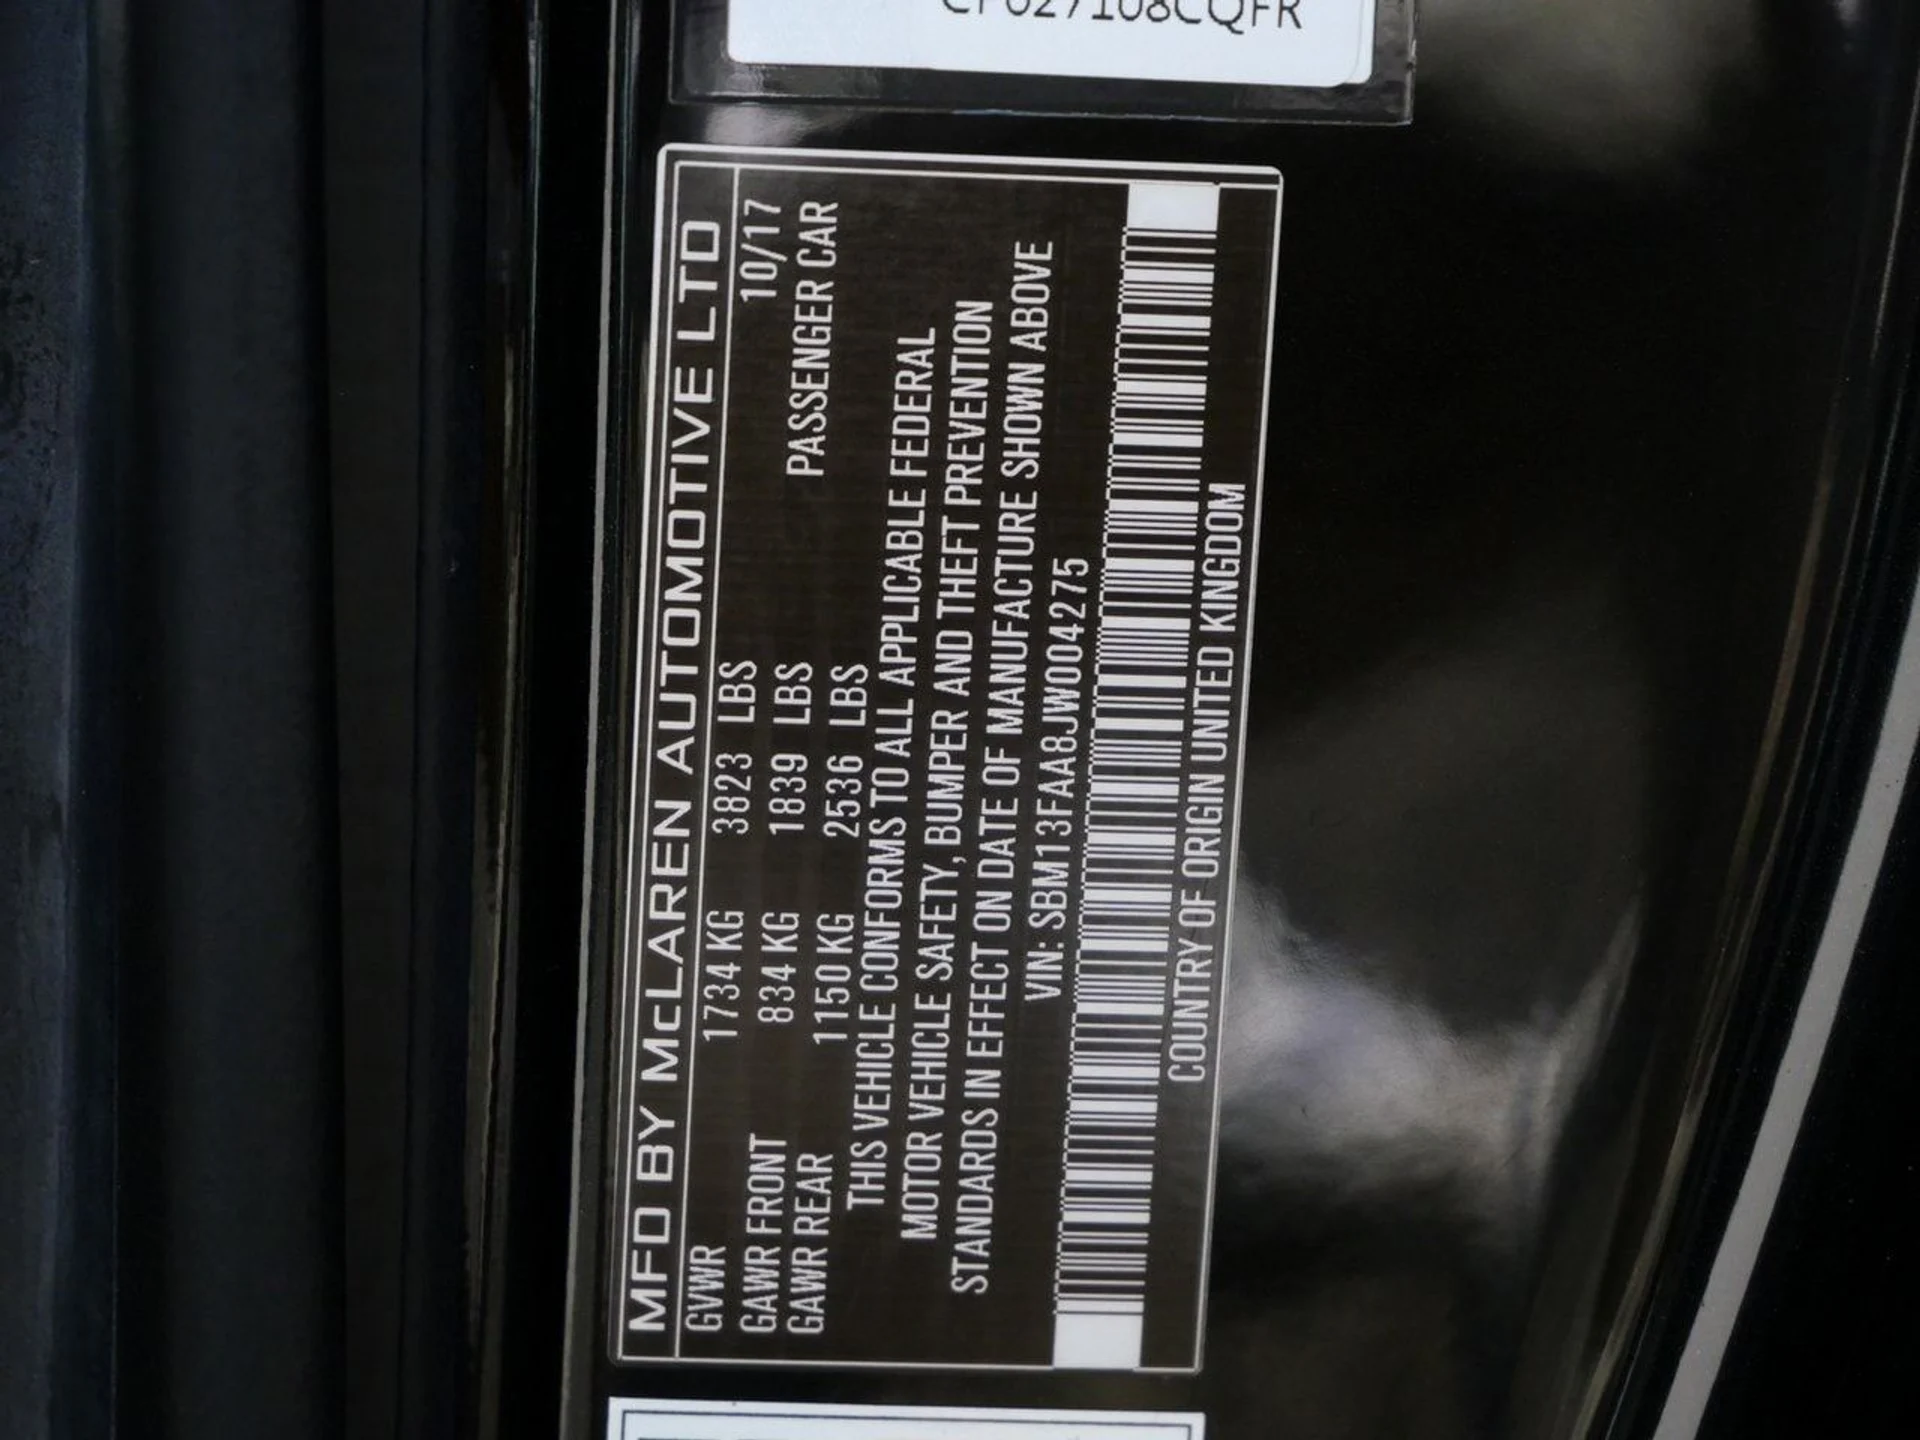 CP027108CQFR
MFD BY McLAREN AUTOMOTIVE LTD
GVWR 1734 KG 3823 LBS 10/17
GAWR FRONT 834 KG 1839 LBS PASSENGER CAR
GAWR REAR 1150 KG 2536 LBS
THIS VEHICLE CONFORMS TO ALL APPLICABLE FEDERAL
MOTOR VEHICLE SAFETY, BUMPER AND THEFT PREVENTION
STANDARDS IN EFFECT ON DATE OF MANUFACTURE SHOWN ABOVE
VIN: SBM13FAA8JW004275
COUNTRY OF ORIGIN UNITED KINGDOM